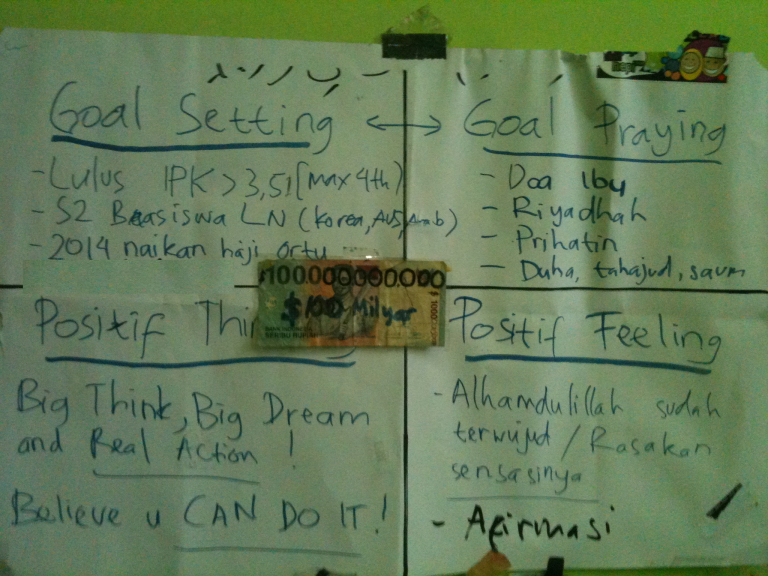 Goal Setting ↔ Goal Praying
- Lulus IPK > 3,51 [max 4th)
- S2 Beasiswa LN (Korea, AUS, Arab)
- 2014 naikan haji ortu
- Doa Ibu
- Riyadhah
- Prihatin
- Duha, tahajud, saum
$100.000.000.000
$100 Milyar
Positif
Big Think, Big Dream
and Real Action !
Believe u CAN DO IT!
Positif Feeling
- Alhamdulillah sudah
terwujud / Rasakan
sensasinya
- Afirmasi